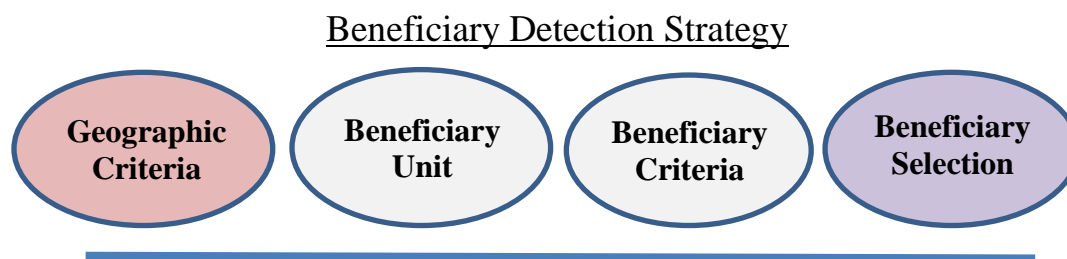 Beneficiary Detection Strategy
Geographic
Criteria
Beneficiary
Unit
Beneficiary
Criteria
Beneficiary
Selection